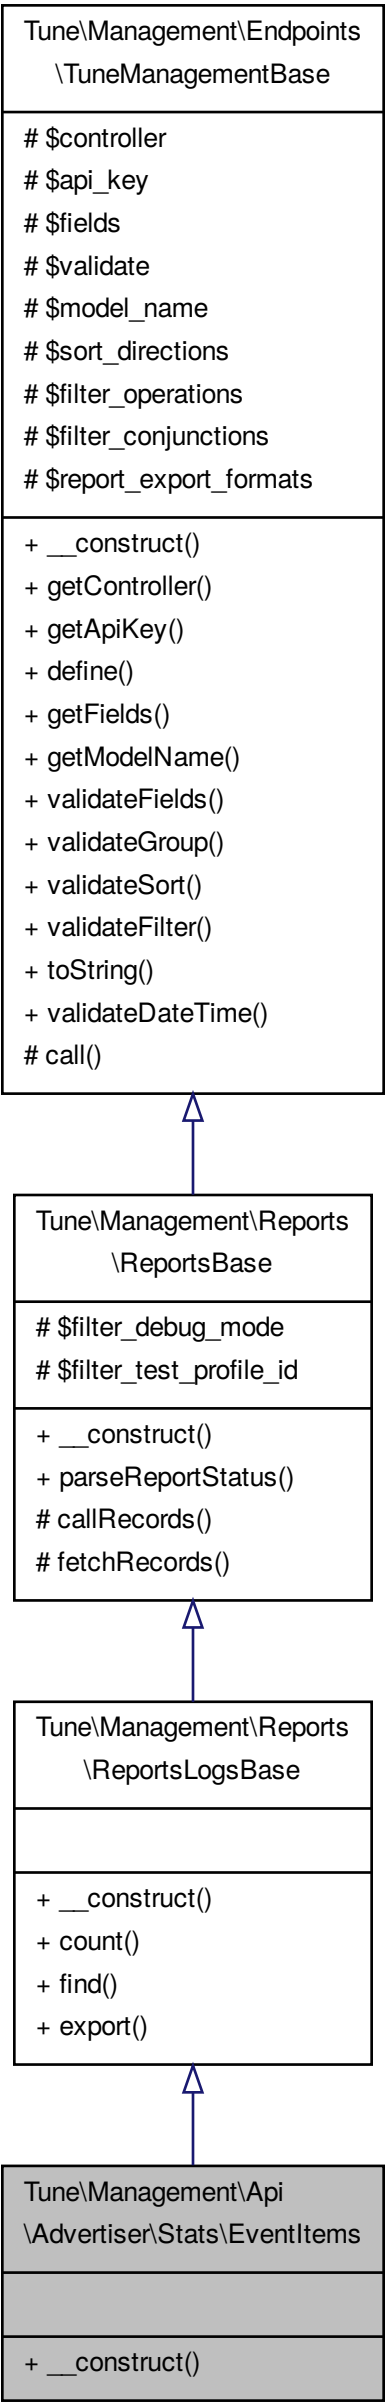 Tune\Management\Endpoints
\TuneManagementBase
# $controller
# $api_key
# $fields
# $validate
# $model_name
# $sort_directions
# $filter_operations
# $filter_conjunctions
# $report_export_formats
+ __construct()
+ getController()
+ getApiKey()
+ define()
+ getFields()
+ getModelName()
+ validateFields()
+ validateGroup()
+ validateSort()
+ validateFilter()
+ toString()
+ validateDateTime()
# call()
Tune\Management\Reports
\ReportsBase
# $filter_debug_mode
# $filter_test_profile_id
+ __construct()
+ parseReportStatus()
# callRecords()
# fetchRecords()
Tune\Management\Reports
\ReportsLogsBase
+ __construct()
+ count()
+ find()
+ export()
Tune\Management\Api
\Advertiser\Stats\EventItems
+ __construct()